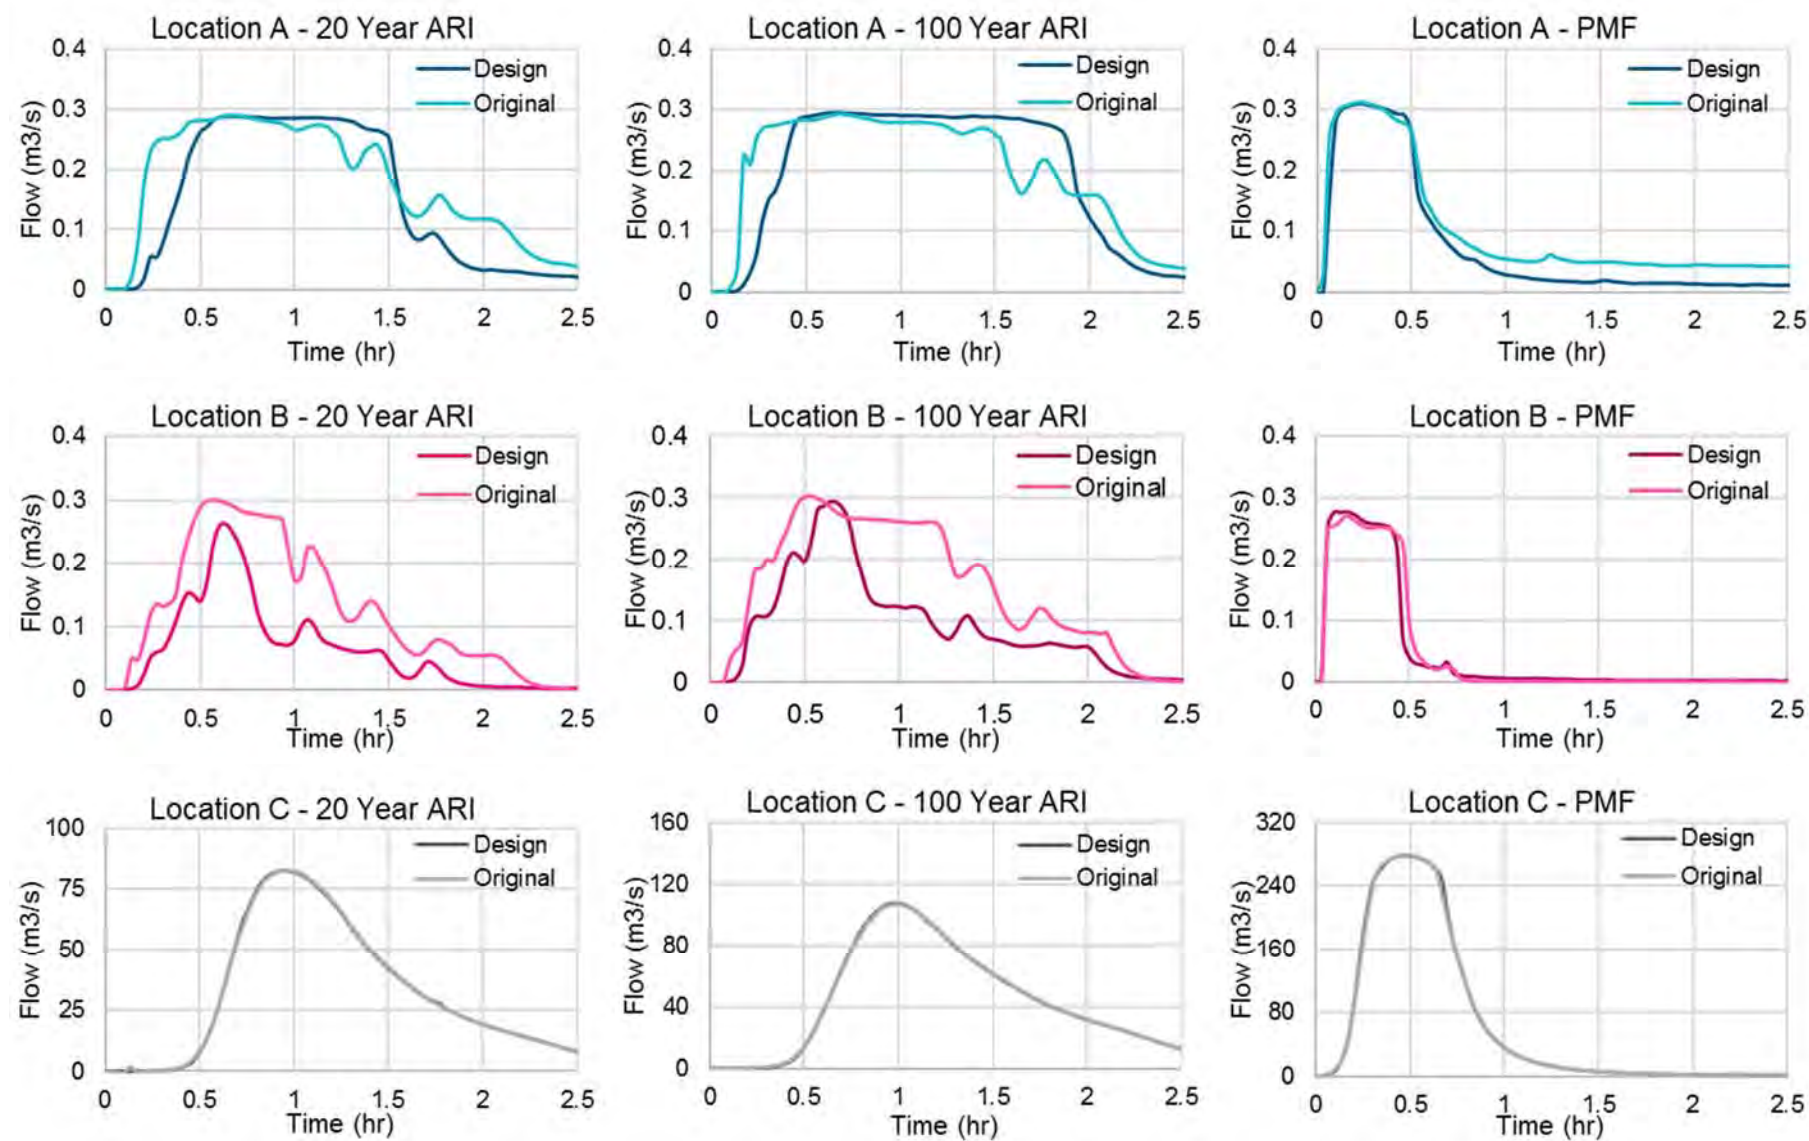 Location A - 20 Year ARI
0.4
0.3
0.2
0.1
0
Flow (m3/s)
Design
Original
0 0.5 1 1.5 2 2.5
Time (hr)
Location A - 100 Year ARI
0.4
0.3
0.2
0.1
0
Flow (m3/s)
Design
Original
0 0.5 1 1.5 2 2.5
Time (hr)
Location A - PMF
0.4
0.3
0.2
0.1
0
Flow (m3/s)
Design
Original
0 0.5 1 1.5 2 2.5
Time (hr)
Location B - 20 Year ARI
0.4
0.3
0.2
0.1
0
Flow (m3/s)
Design
Original
0 0.5 1 1.5 2 2.5
Time (hr)
Location B - 100 Year ARI
0.4
0.3
0.2
0.1
0
Flow (m3/s)
Design
Original
0 0.5 1 1.5 2 2.5
Time (hr)
Location B - PMF
0.4
0.3
0.2
0.1
0
Flow (m3/s)
Design
Original
0 0.5 1 1.5 2 2.5
Time (hr)
Location C - 20 Year ARI
100
75
50
25
0
Flow (m3/s)
Design
Original
0 0.5 1 1.5 2 2.5
Time (hr)
Location C - 100 Year ARI
160
120
80
40
0
Flow (m3/s)
Design
Original
0 0.5 1 1.5 2 2.5
Time (hr)
Location C - PMF
320
240
160
80
0
Flow (m3/s)
Design
Original
0 0.5 1 1.5 2 2.5
Time (hr)